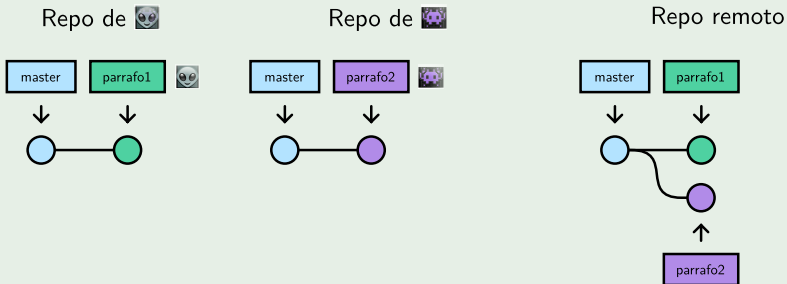 Repo de 👽
Repo de 👾
Repo remoto
master
parrafo1
master
parrafo2
master
parrafo1
parrafo2